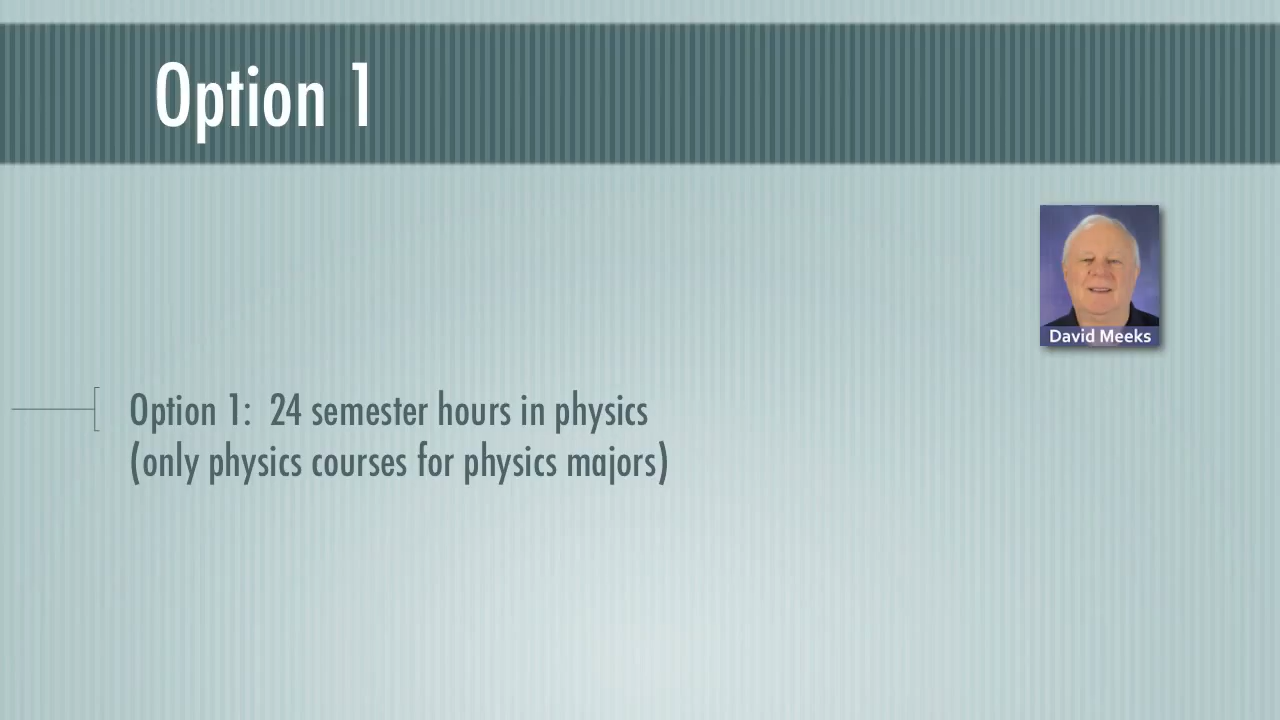 Option 1
David Meeks
Option 1:  24 semester hours in physics
(only physics courses for physics majors)